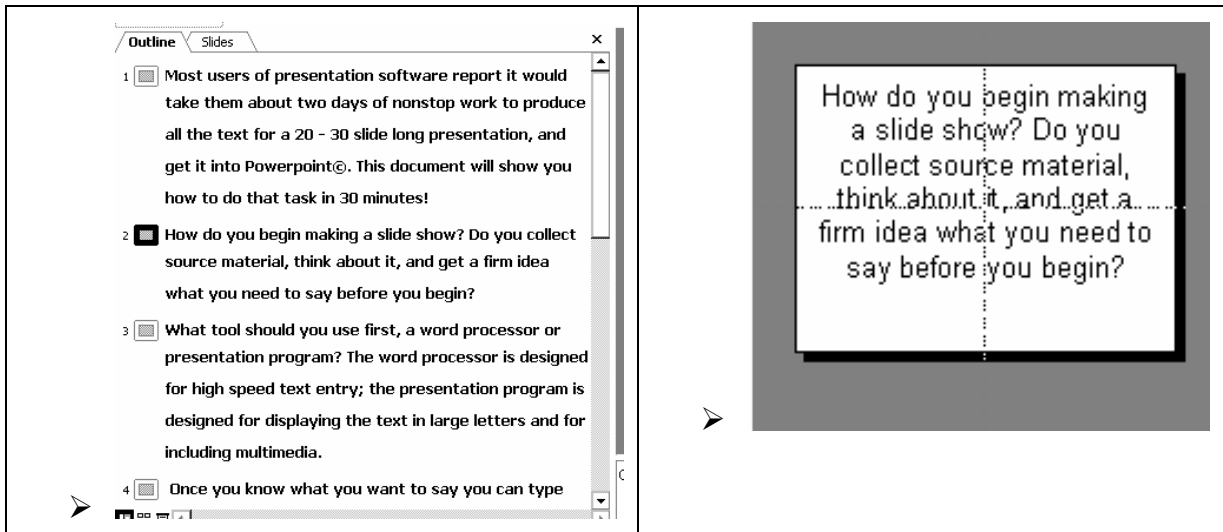 Outline Slides
1 Most users of presentation software report it would
take them about two days of nonstop work to produce
all the text for a 20 - 30 slide long presentation, and
get it into Powerpoint©. This document will show you
how to do that task in 30 minutes!
2 How do you begin making a slide show? Do you collect
source material, think about it, and get a firm idea
what you need to say before you begin?
3 What tool should you use first, a word processor or
presentation program? The word processor is designed
for high speed text entry; the presentation program is
designed for displaying the text in large letters and for
including multimedia.
4 Once you know what you want to say you can type
How do you begin making
a slide show? Do you
collect source material,
think about it, and get a
firm idea what you need to
say before you begin?